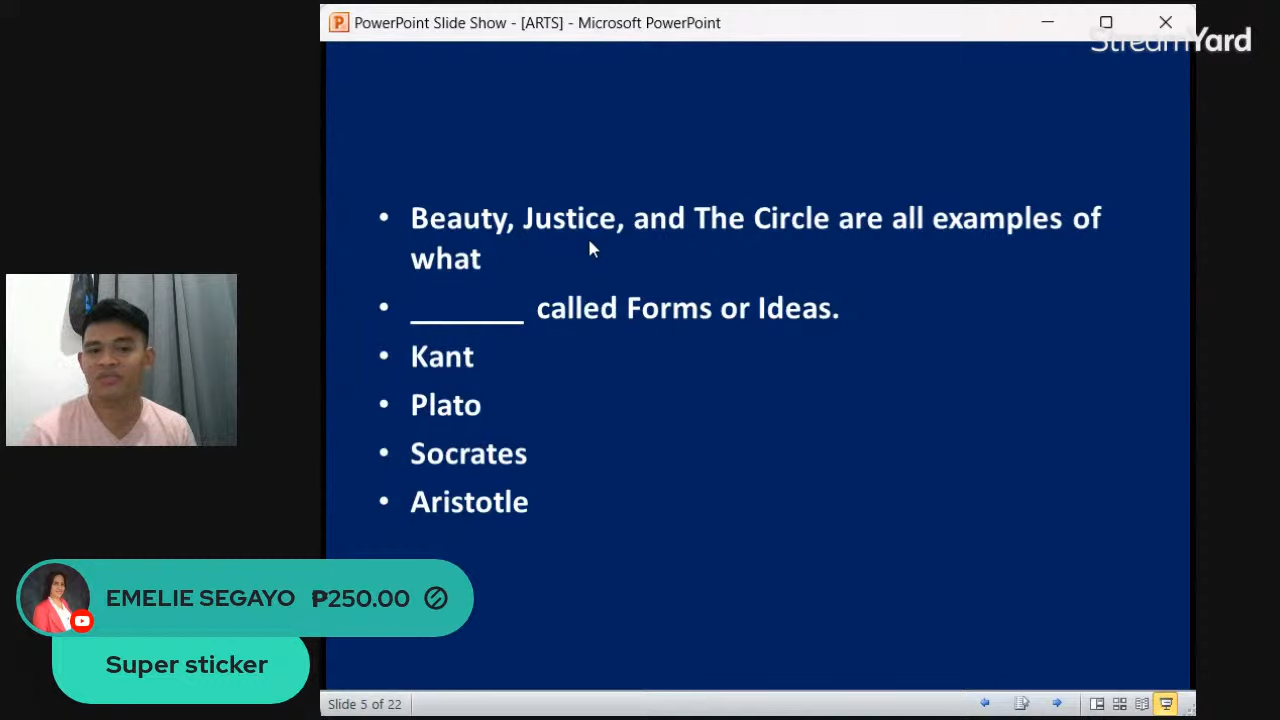 PowerPoint Slide Show - [ARTS] - Microsoft PowerPoint
StreamYard
• Beauty, Justice, and The Circle are all examples of
what
• _______ called Forms or Ideas.
• Kant
• Plato
• Socrates
• Aristotle
EMELIE SEGAYO ₱250.00
Super sticker
Slide 5 of 22